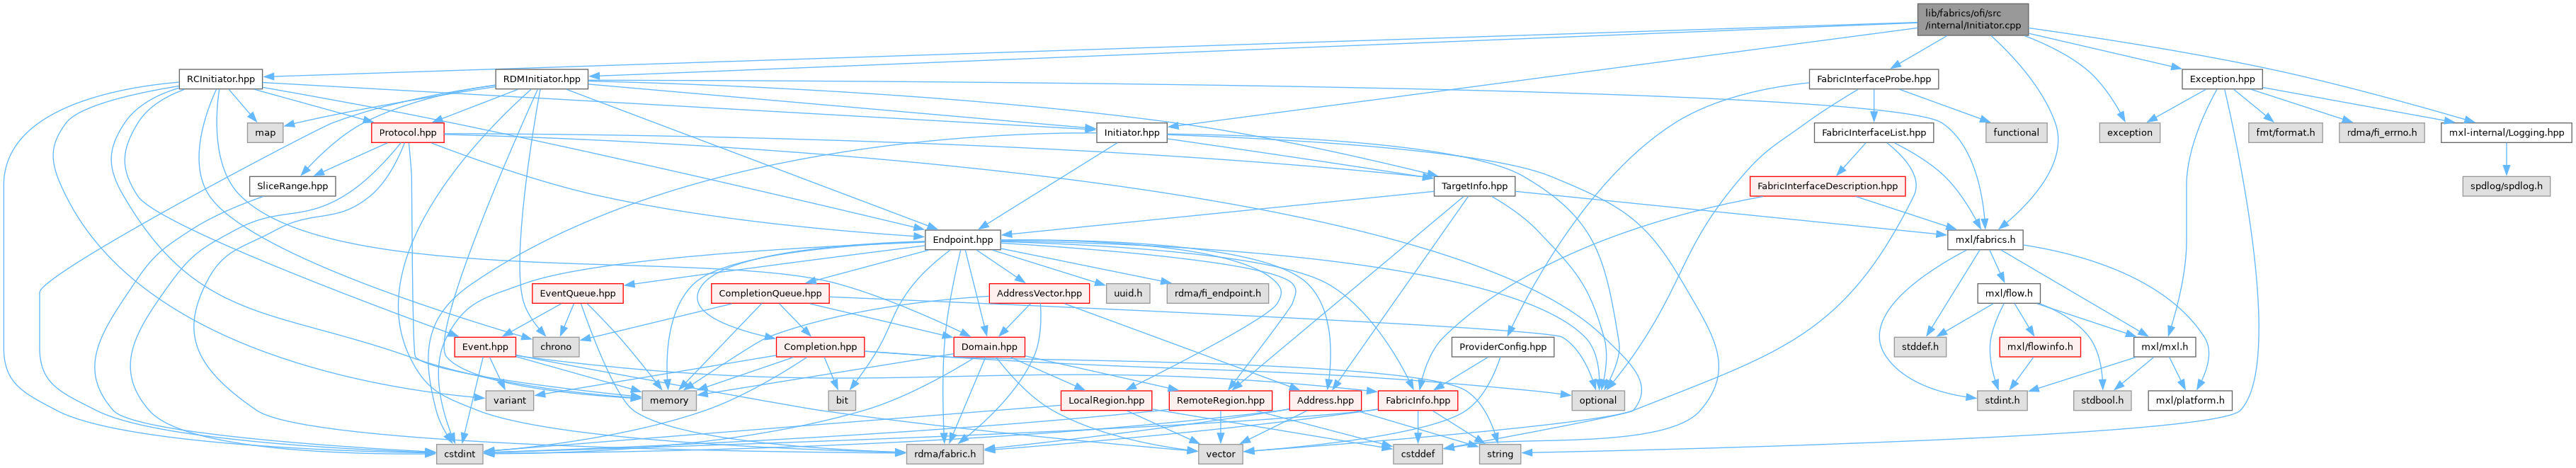 lib/fabrics/ofi/src
/internal/Initiator.cpp
RCInitiator.hpp
RDMInitiator.hpp
FabricInterfaceProbe.hpp
Exception.hpp
map
Protocol.hpp
Initiator.hpp
FabricInterfaceList.hpp
functional
exception
fmt/format.h
rdma/fi_errno.h
mxl-internal/Logging.hpp
SliceRange.hpp
TargetInfo.hpp
FabricInterfaceDescription.hpp
spdlog/spdlog.h
Endpoint.hpp
mxl/fabrics.h
EventQueue.hpp
CompletionQueue.hpp
AddressVector.hpp
uuid.h
rdma/fi_endpoint.h
mxl/flow.h
Event.hpp
chrono
Completion.hpp
Domain.hpp
ProviderConfig.hpp
stddef.h
mxl/flowinfo.h
mxl/mxl.h
variant
memory
bit
LocalRegion.hpp
RemoteRegion.hpp
Address.hpp
FabricInfo.hpp
optional
stdint.h
stdbool.h
mxl/platform.h
cstdint
rdma/fabric.h
vector
cstddef
string